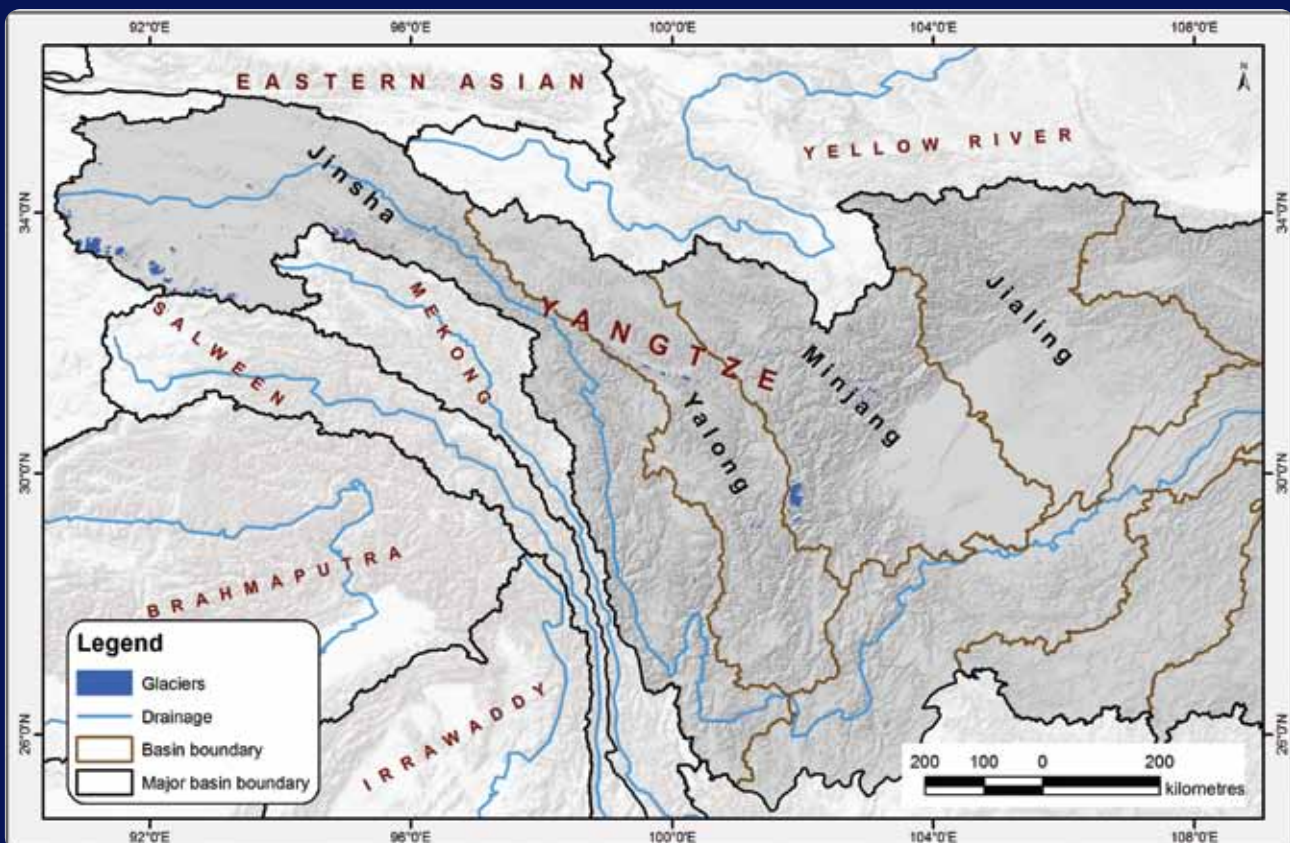 92°0'E 96°0'E 100°0'E 104°0'E 108°0'E
N
EASTERN ASIAN
YELLOW RIVER
34°0'N 34°0'N
Jinsha
Jialing
MEKONG
YANGTZE
SALWEEN
Minjang
Yalong
30°0'N 30°0'N
BRAHMAPUTRA
IRRAWADDY
26°0'N 26°0'N
Legend
Glaciers
Drainage
Basin boundary
Major basin boundary
200 100 0 200
kilometres
92°0'E 96°0'E 100°0'E 104°0'E 108°0'E